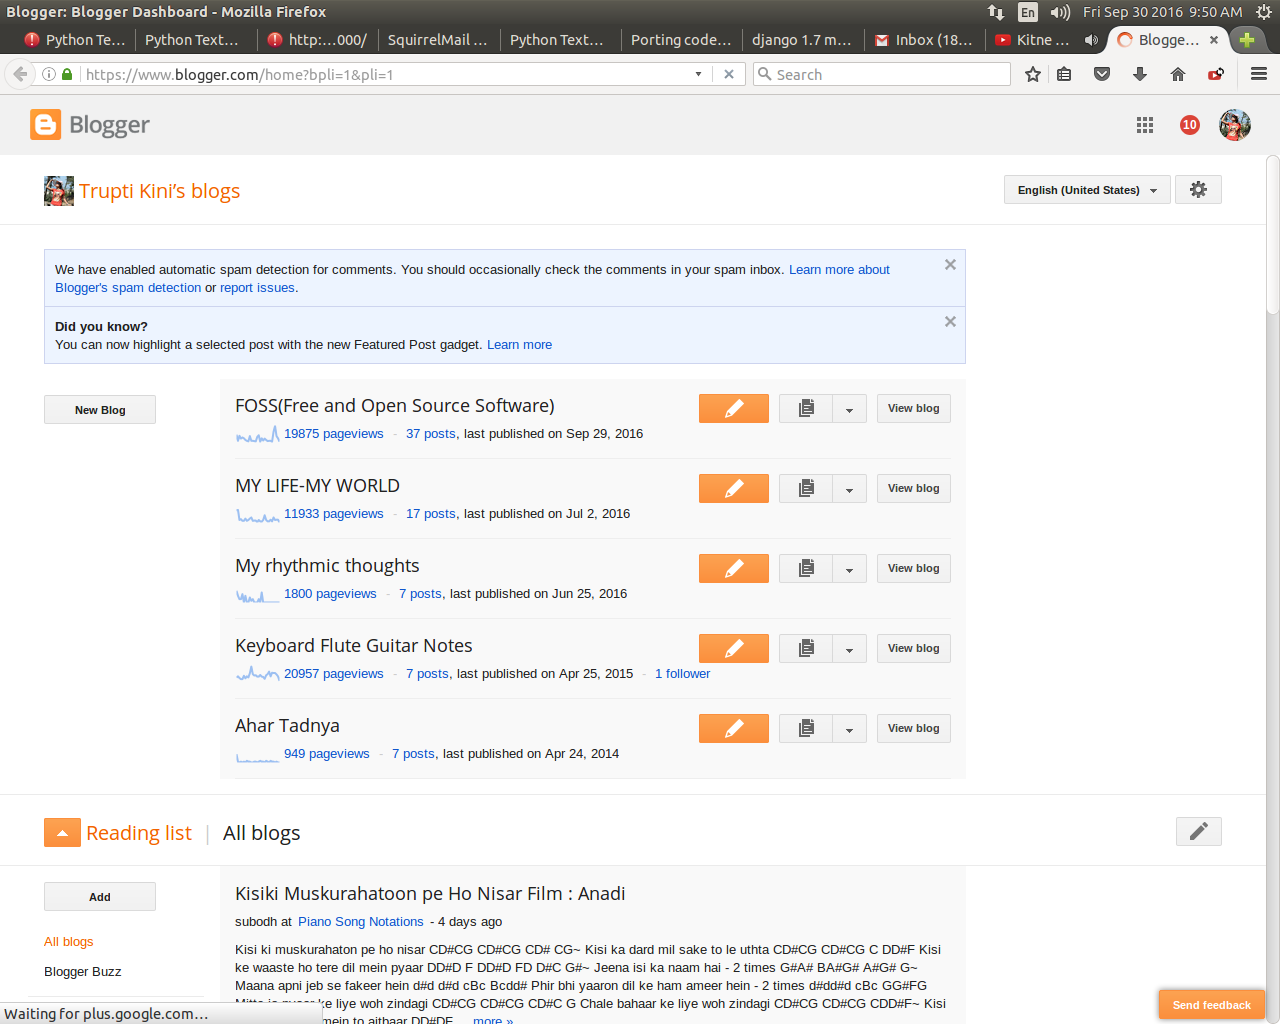 Blogger: Blogger Dashboard - Mozilla Firefox
En
Fri Sep 30 2016 9:50 AM
Python Te...
Python Text...
http:...000/
SquirrelMail ...
Python Text...
Porting code...
django 1.7 m...
Inbox (18...
Kitne ...
Blogge...
https://www.blogger.com/home?bpli=1&pli=1
Search
Blogger
10
Trupti Kini's blogs
English (United States)
We have enabled automatic spam detection for comments. You should occasionally check the comments in your spam inbox. Learn more about
Blogger's spam detection or report issues.
Did you know?
You can now highlight a selected post with the new Featured Post gadget. Learn more
New Blog
FOSS(Free and Open Source Software)
View blog
19875 pageviews - 37 posts, last published on Sep 29, 2016
MY LIFE-MY WORLD
View blog
11933 pageviews - 17 posts, last published on Jul 2, 2016
My rhythmic thoughts
View blog
1800 pageviews - 7 posts, last published on Jun 25, 2016
Keyboard Flute Guitar Notes
View blog
20957 pageviews - 7 posts, last published on Apr 25, 2015 - 1 follower
Ahar Tadnya
View blog
949 pageviews - 7 posts, last published on Apr 24, 2014
Reading list | All blogs
Add
Kisiki Muskurahatoon pe Ho Nisar Film : Anadi
subodh at Piano Song Notations - 4 days ago
All blogs
Blogger Buzz
Kisi ki muskurahaton pe ho nisar CD#CG CD#CG CD# CG~ Kisi ka dard mil sake to le uthta CD#CG CD#CG C DD#F Kisi
ke waaste ho tere dil mein pyaar DD#D F DD#D FD D#C G#~ Jeena isi ka naam hai - 2 times G#A# BA#G# A#G# G~
Maana apni jeb se fakeer hein d#d d#d cBc Bcdd# Phir bhi yaaron dil ke ham ameer hein - 2 times d#dd#d cBc GG#FG
ke liye woh zindagi CD#CG CD#CG CD#C G Chale bahaar ke liye woh zindagi CD#CG CD#CG CDD#F~ Kisi
mein to aitbaar DD#DF ... more »
Send feedback
Waiting for plus.google.com...